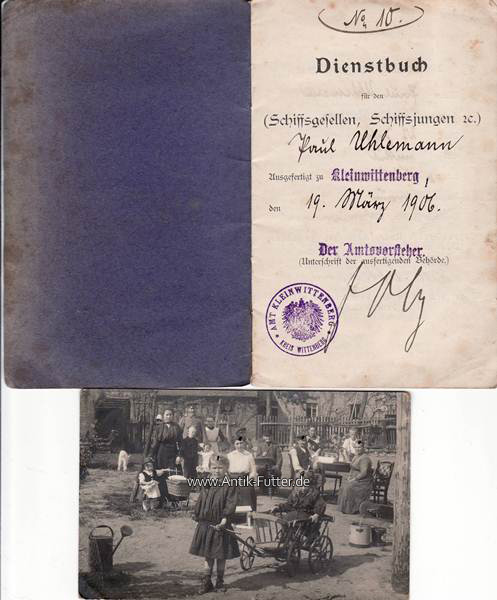 No. 10.
Dienstbuch
für den
(Schiffsgesellen, Schiffsjungen ꝛc.)
Paul Uhlemann
Ausgefertigt zu Kleinwittenberg,
den 19. März 1906.
Der Amtsvorsteher.
(Unterschrift der ausfertigenden Behörde.)
* AMT KLEINWITTENBERG *
KREIS WITTENBERG
www.Antik-Futter.de